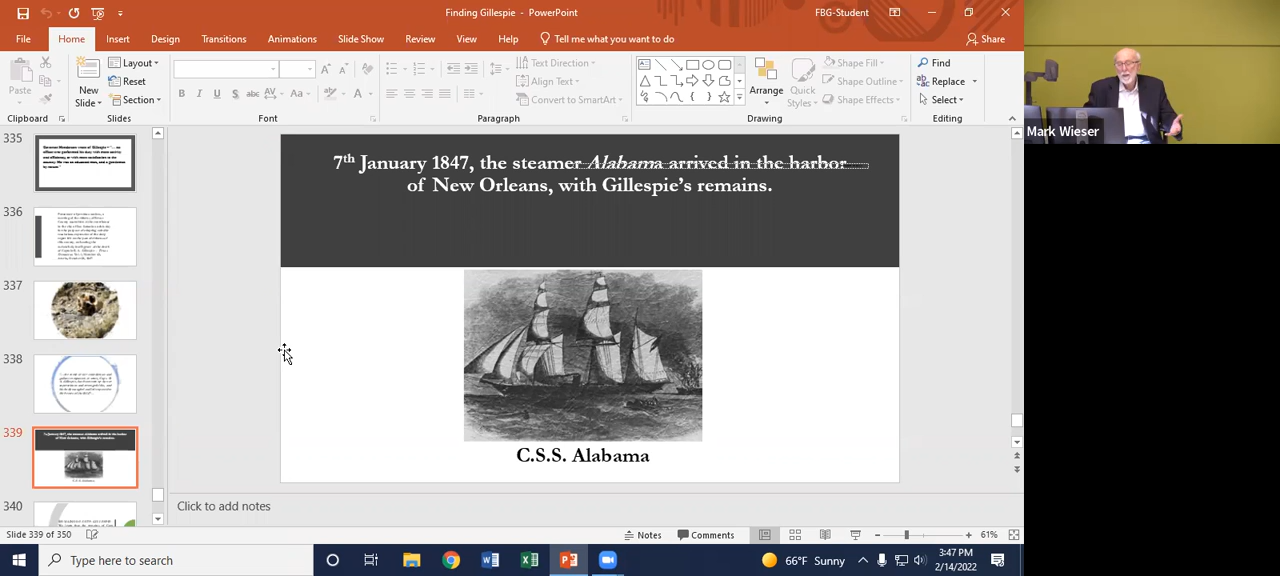 Finding Gillespie - PowerPoint
FBG-Student
File Home Insert Design Transitions Animations Slide Show Review View Help Tell me what you want to do Share
Paste
New
Slide
Layout
Reset
Section
Text Direction
Align Text
Convert to SmartArt
Arrange
Quick
Styles
Shape Fill
Shape Outline
Shape Effects
Find
Replace
Select
Clipboard Slides Font Paragraph Drawing Editing
Mark Wieser
335
336
337
338
339
340
7th January 1847, the steamer Alabama arrived in the harbor
of New Orleans, with Gillespie's remains.
C.S.S. Alabama
Click to add notes
Slide 339 of 350
Notes Comments 61%
Type here to search
66°F Sunny
3:47 PM
2/14/2022